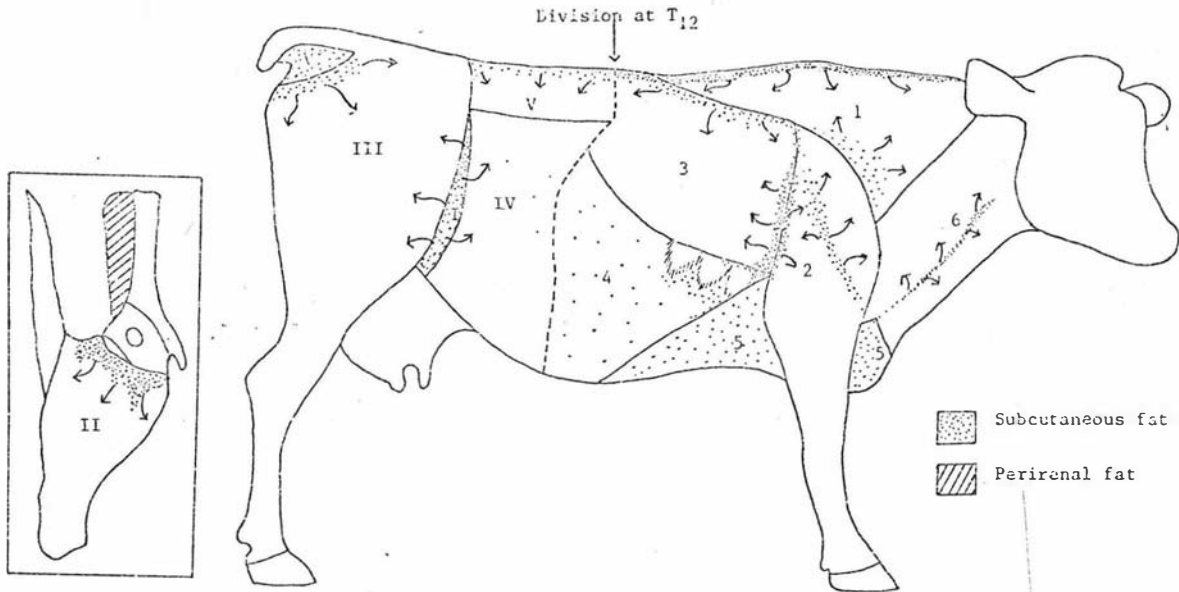 Division at T12
V
1
III
3
IV
6
2
4
5
5
II
Subcutaneous fat
Perirenal fat